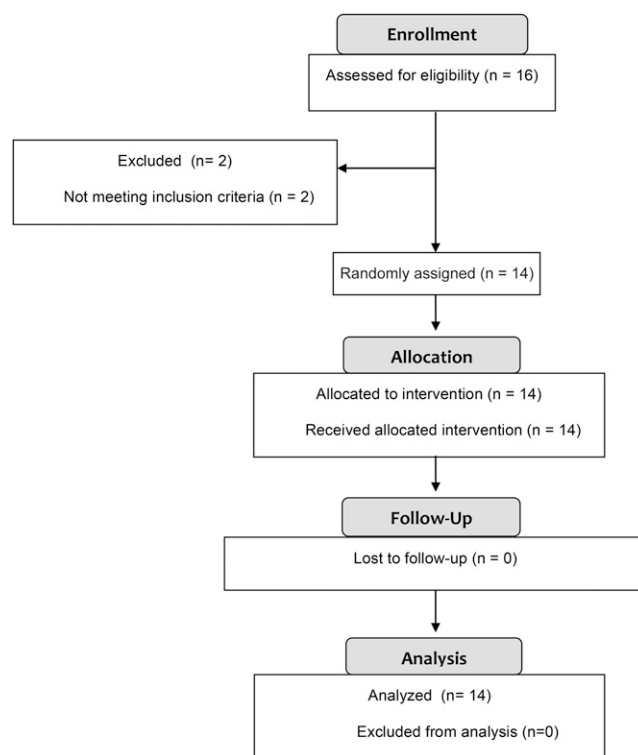 Enrollment
Assessed for eligibility (n = 16)
Excluded (n= 2)
Not meeting inclusion criteria (n = 2)
Randomly assigned (n = 14)
Allocation
Allocated to intervention (n = 14)
Received allocated intervention (n = 14)
Follow-Up
Lost to follow-up (n = 0)
Analysis
Analyzed (n= 14)
Excluded from analysis (n=0)